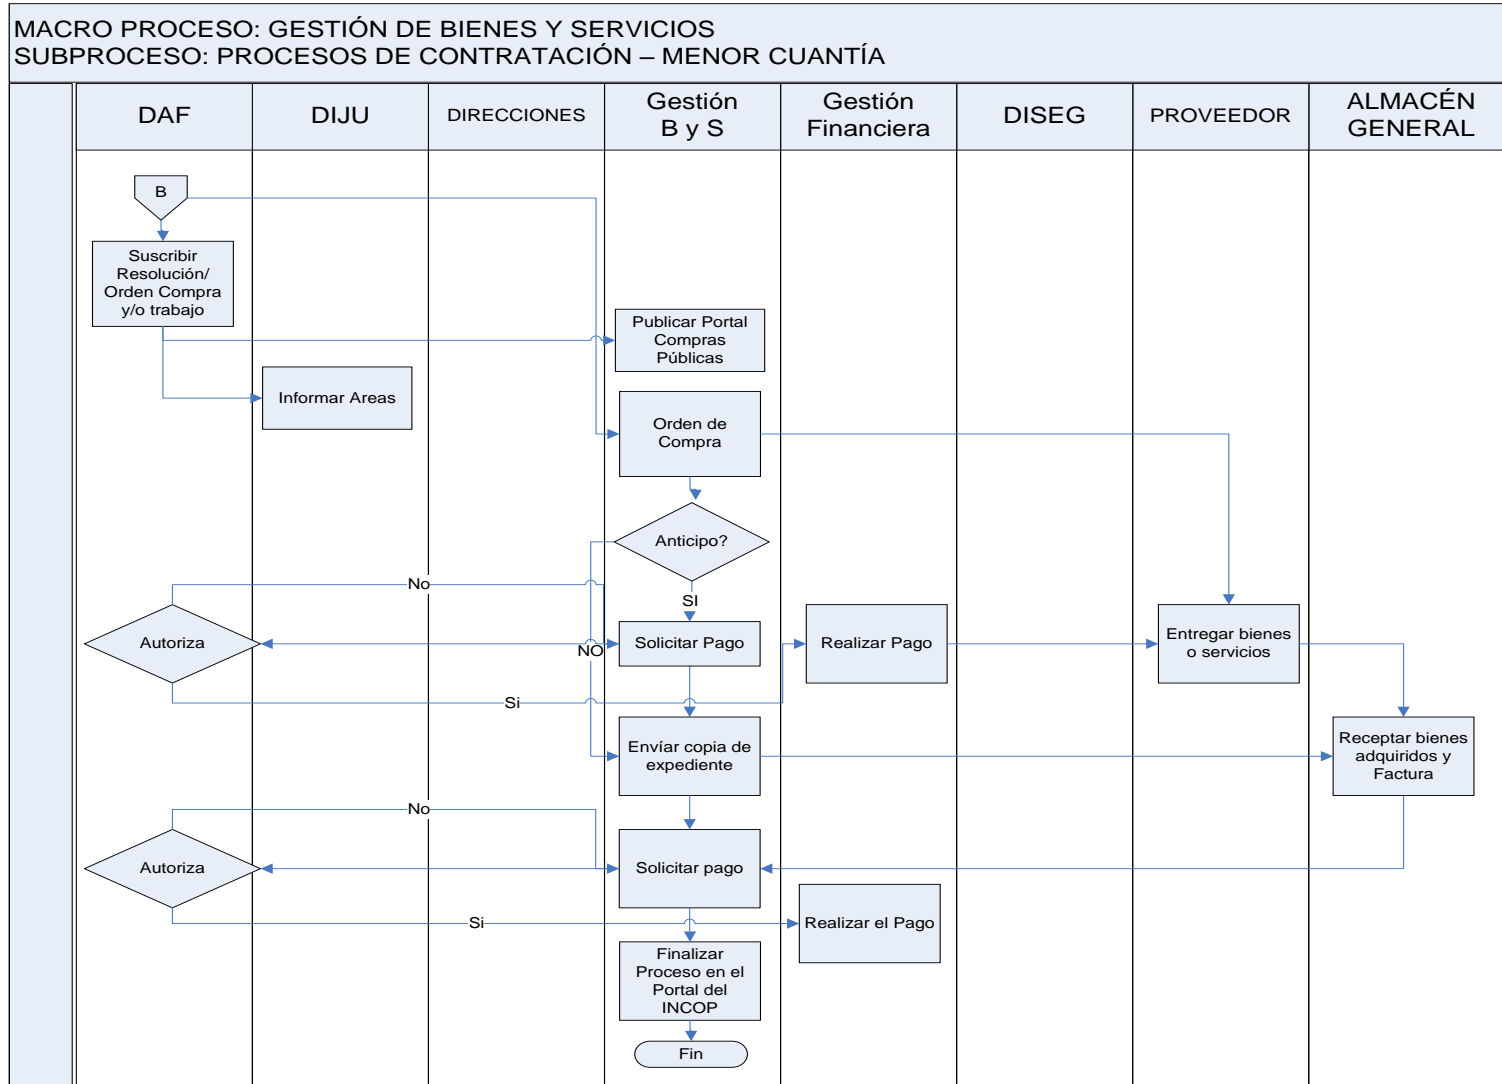 MACRO PROCESO: GESTIÓN DE BIENES Y SERVICIOS
SUBPROCESO: PROCESOS DE CONTRATACIÓN – MENOR CUANTÍA
DAF
DIJU
DIRECCIONES
Gestión
B y S
Gestión
Financiera
DISEG
PROVEEDOR
ALMACÉN
GENERAL
B
Suscribir
Resolución/
Orden Compra
y/o trabajo
Publicar Portal
Compras
Públicas
Informar Areas
Orden de
Compra
Anticipo?
No
SI
Autoriza
NO
Solicitar Pago
Realizar Pago
Entregar bienes
o servicios
Si
Envíar copia de
expediente
Receptar bienes
adquiridos y
Factura
No
Autoriza
Solicitar pago
Si
Realizar el Pago
Finalizar
Proceso en el
Portal del
INCOP
Fin